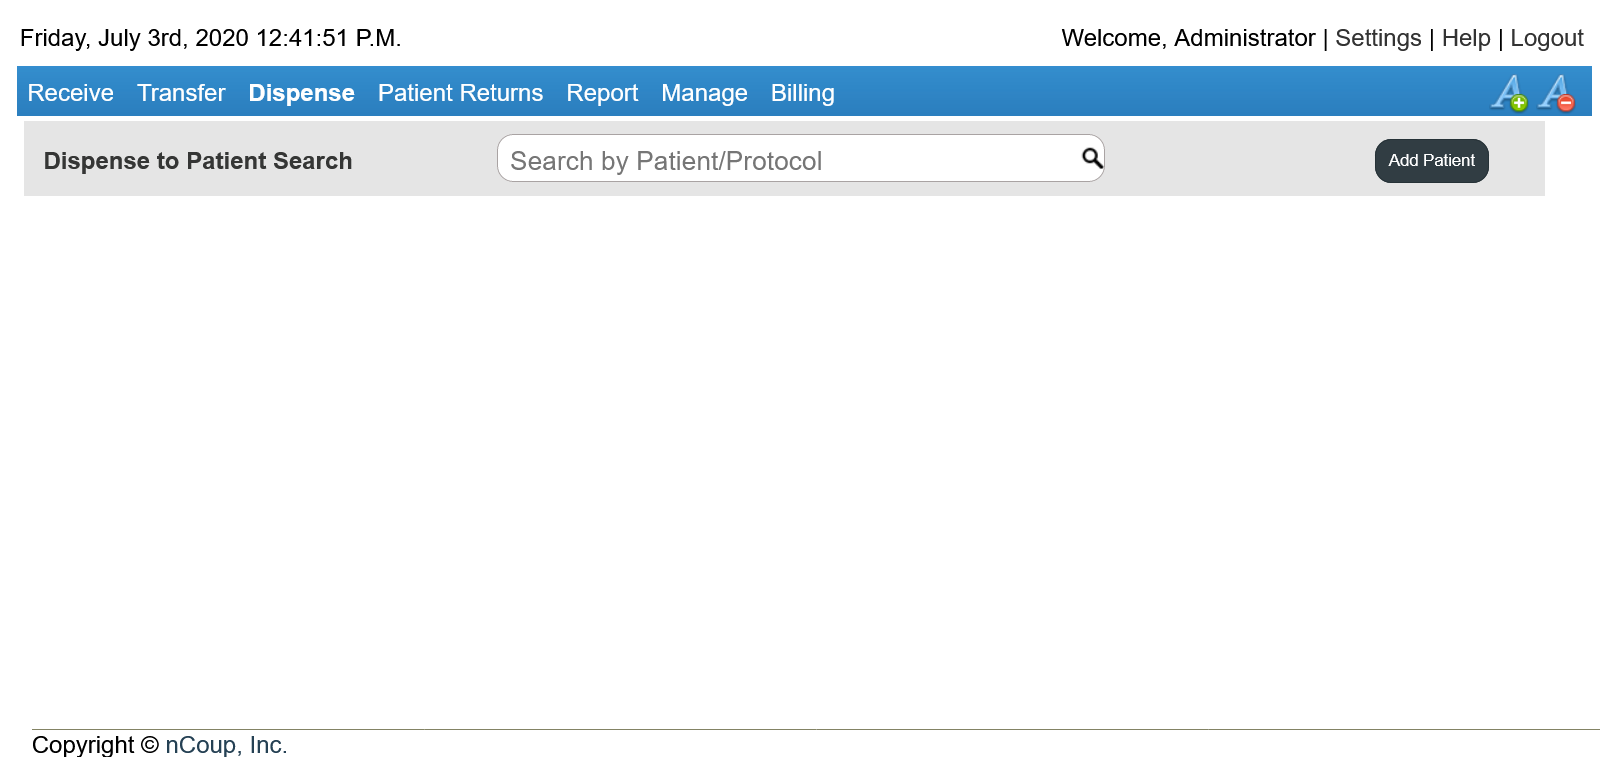 Friday, July 3rd, 2020 12:41:51 P.M.
Welcome, Administrator | Settings | Help | Logout
Receive Transfer Dispense Patient Returns Report Manage Billing A A
Dispense to Patient Search
Search by Patient/Protocol
Add Patient
Copyright © nCoup, Inc.